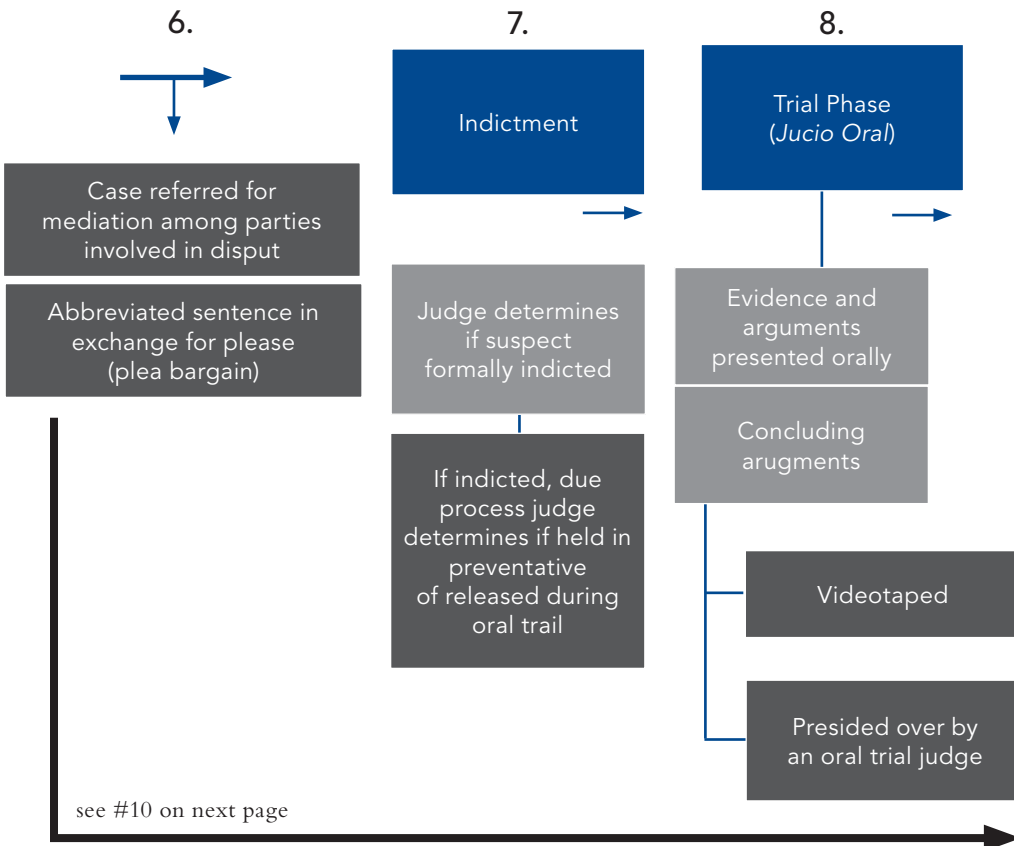 6.
Case referred for
mediation among parties
involved in disput
Abbreviated sentence in
exchange for please
(plea bargain)
7.
Indictment
Judge determines
if suspect
formally indicted
If indicted, due
process judge
determines if held in
preventative
of released during
oral trail
8.
Trial Phase
(Jucio Oral)
Evidence and
arguments
presented orally
Concluding
arugments
Videotaped
Presided over by
an oral trial judge
see #10 on next page